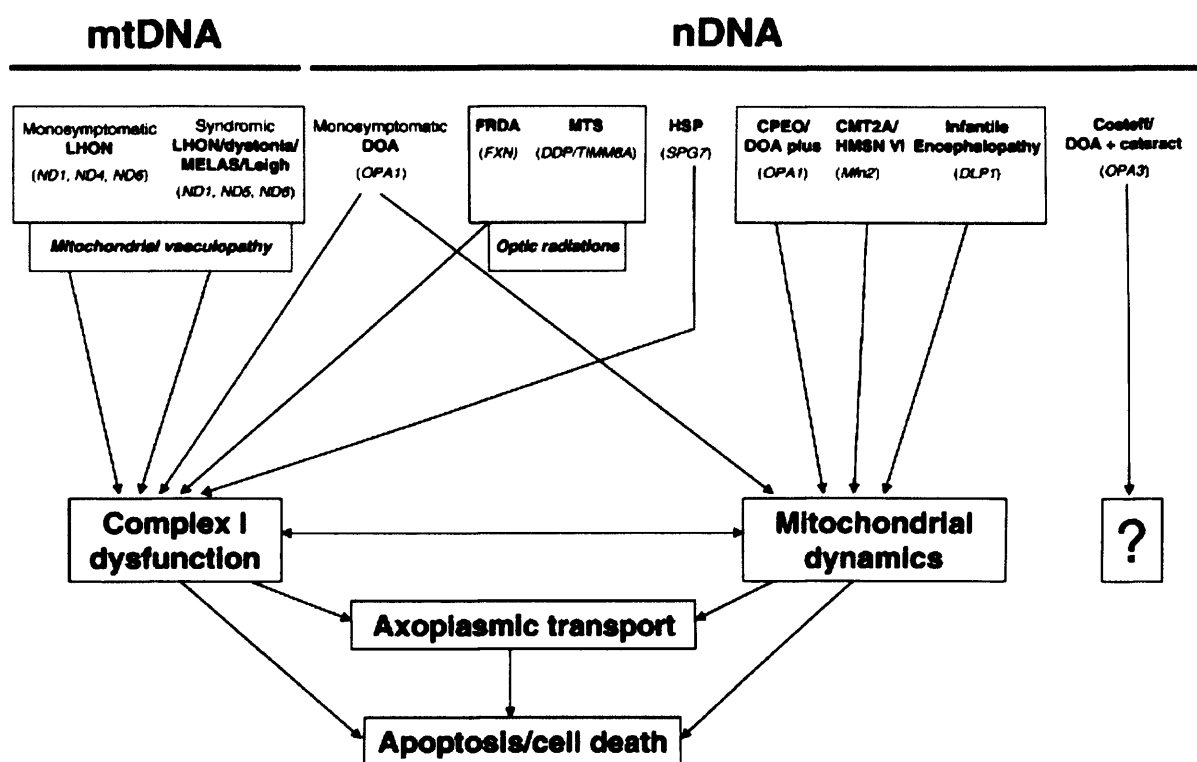 mtDNA
nDNA
Monosymptomatic
LHON
(ND1, ND4, ND6)
Syndromic
LHON/dystonia/
MELAS/Leigh
(ND1, ND5, ND6)
Mitochondrial vasculopathy
Monosymptomatic
DOA
(OPA1)
FRDA
(FXN)
MTS
(DDP/TIMM8A)
Optic radiations
HSP
(SPG7)
CPEO/
DOA plus
(OPA1)
CMT2A/
HMSN VI
(Mfn2)
Infantile
Encephalopathy
(DLP1)
Costeff/
DOA + cataract
(OPA3)
Complex I
dysfunction
Mitochondrial
dynamics
?
Axoplasmic transport
Apoptosis/cell death